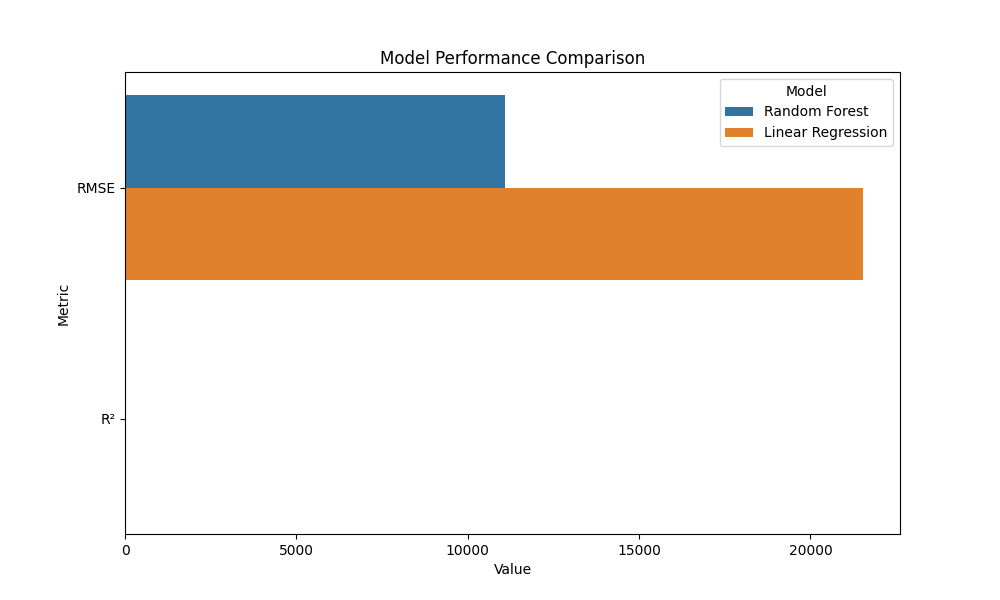 Model Performance Comparison
Model
Random Forest
Linear Regression
RMSE
R²
Metric
0
5000
10000
15000
20000
Value